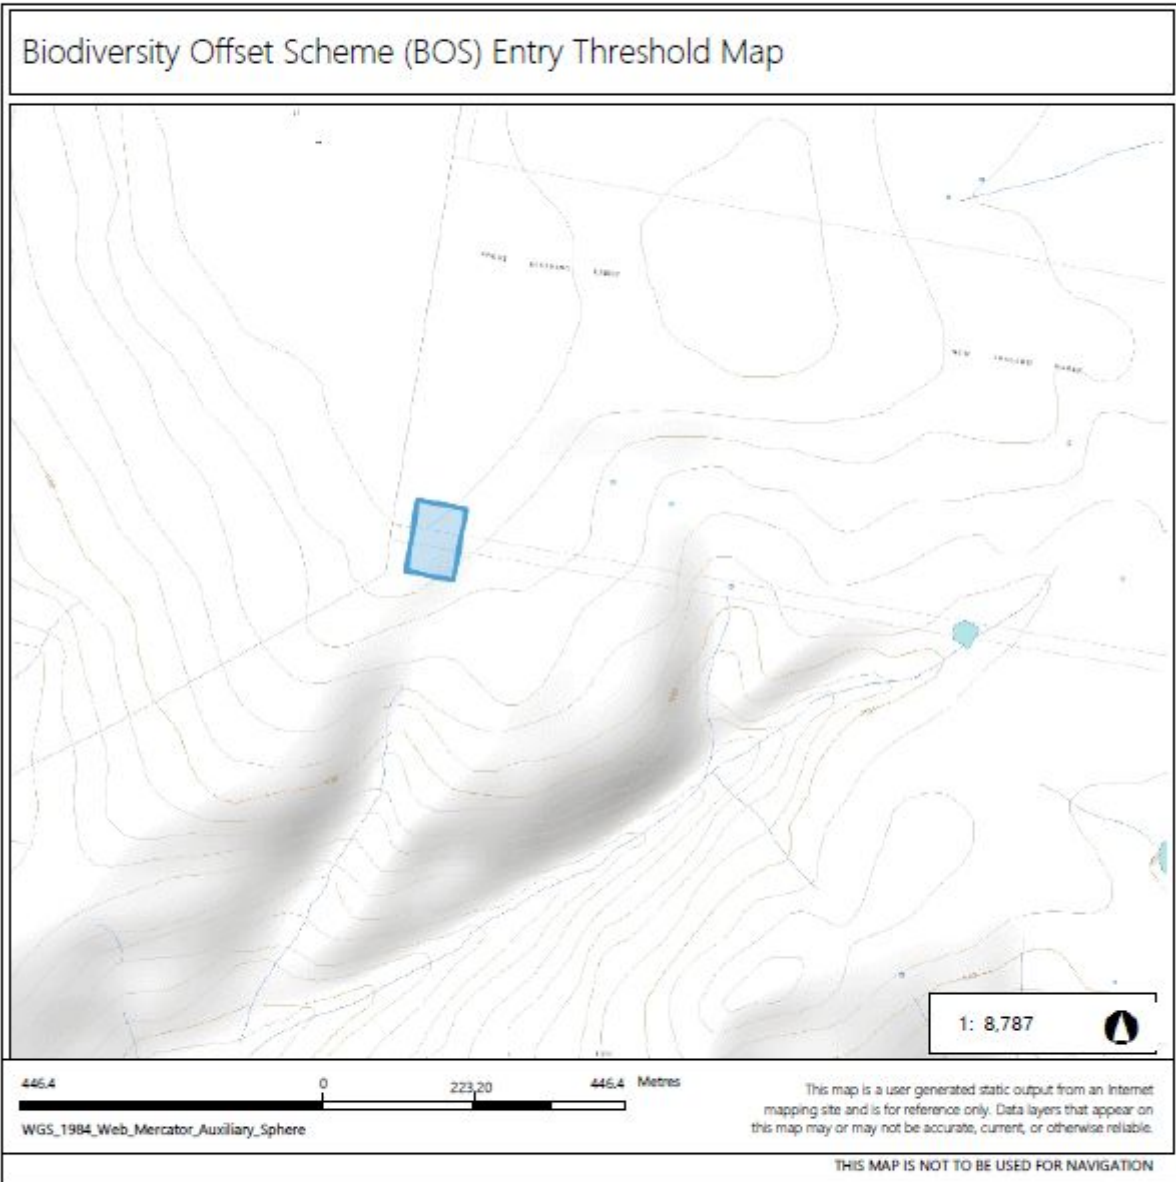 Biodiversity Offset Scheme (BOS) Entry Threshold Map
1: 8,787
446.4 0 223.20 446.4 Metres
WGS_1984_Web_Mercator_Auxiliary_Sphere
This map is a user generated static output from an Internet
mapping site and is for reference only. Data layers that appear on
this map may or may not be accurate, current, or otherwise reliable.
THIS MAP IS NOT TO BE USED FOR NAVIGATION